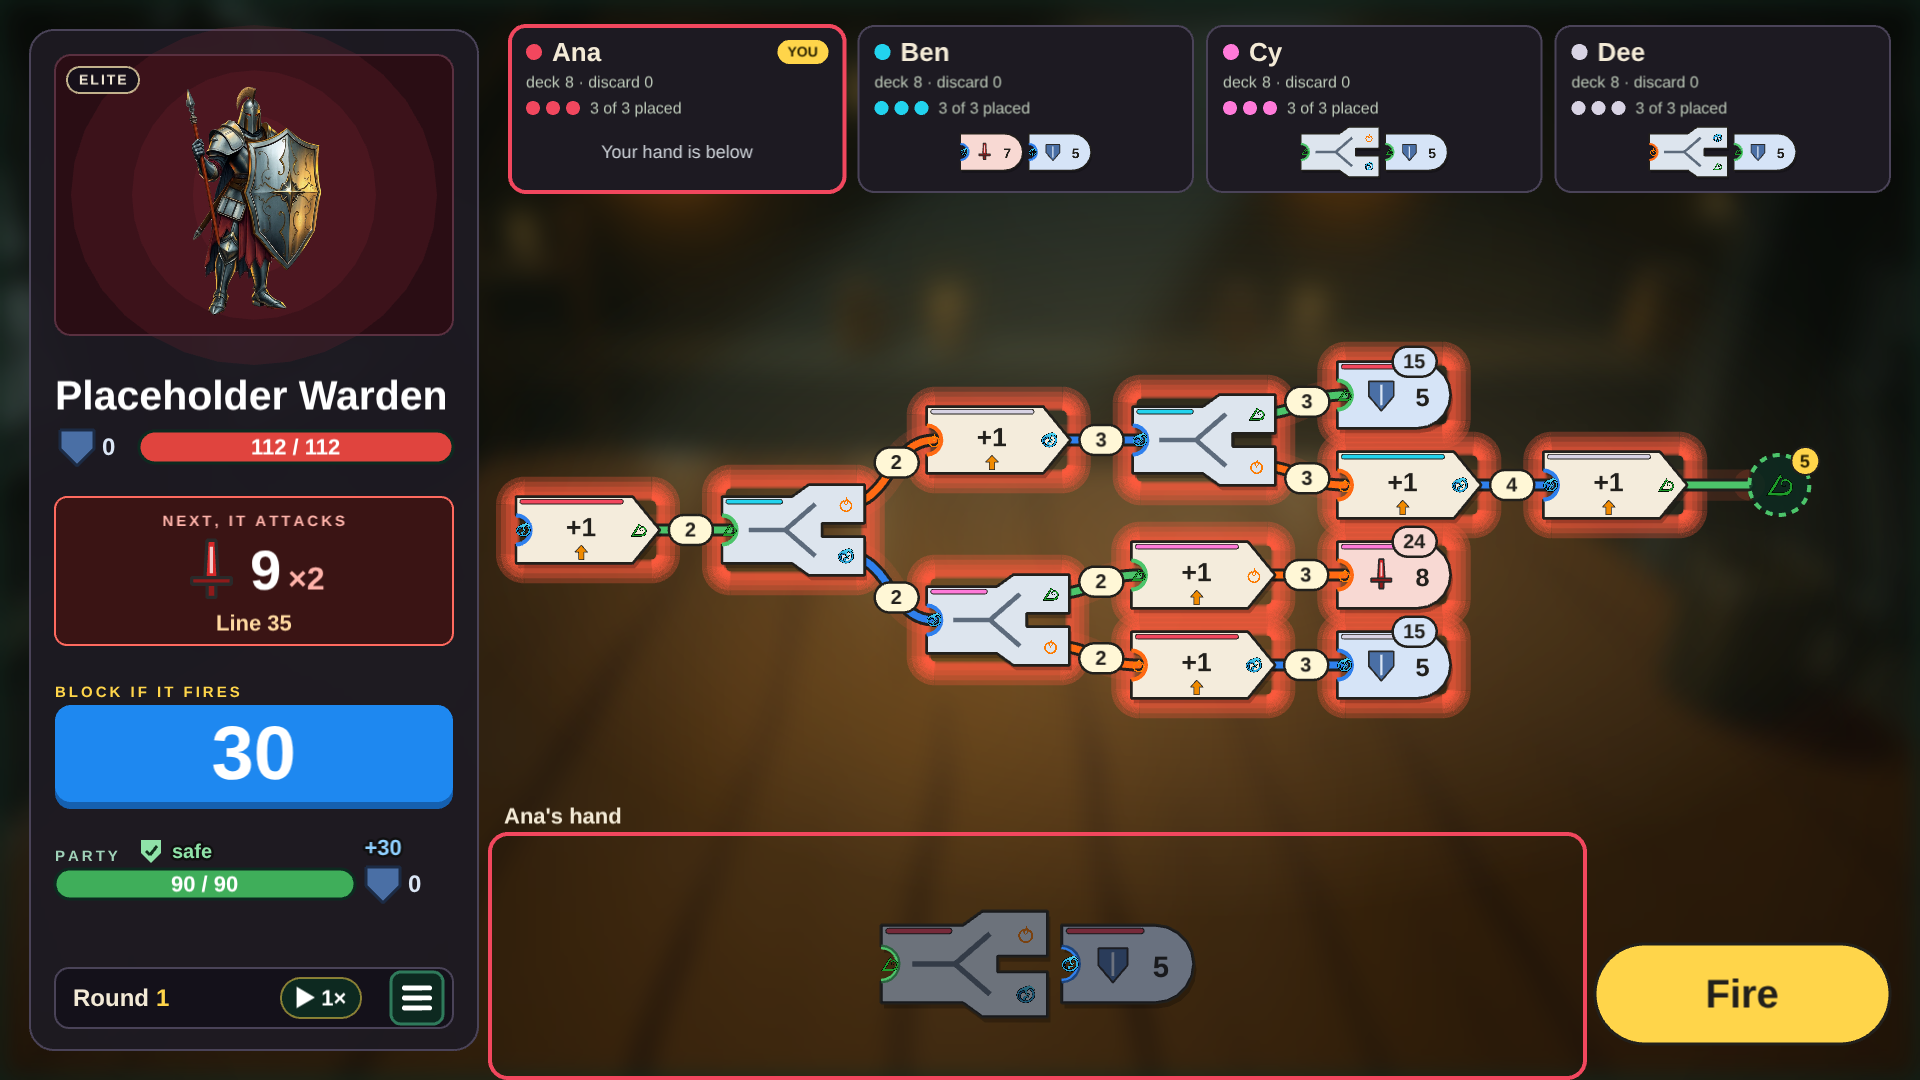 ELITE
Placeholder Warden
0
112 / 112
NEXT, IT ATTACKS
9 ×2
Line 35
BLOCK IF IT FIRES
30
PARTY
safe
+30
90 / 90
0
Round 1
1×
Ana
YOU
deck 8 · discard 0
3 of 3 placed
Your hand is below
Ben
deck 8 · discard 0
3 of 3 placed
7
5
Cy
deck 8 · discard 0
3 of 3 placed
5
Dee
deck 8 · discard 0
3 of 3 placed
5
15
3
5
+1
3
2
3
+1
4
+1
5
+1
2
24
2
+1
3
8
2
15
2
+1
3
5
Ana's hand
5
Fire